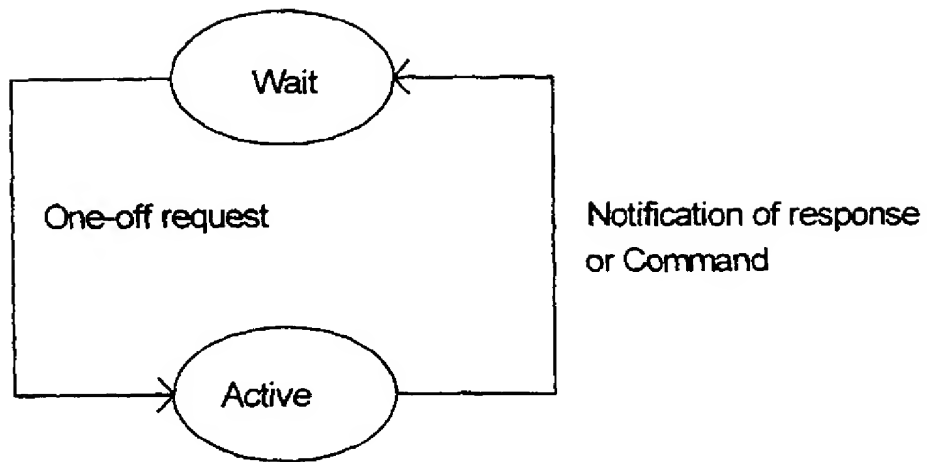 Wait
One-off request
Notification of response
or Command
Active